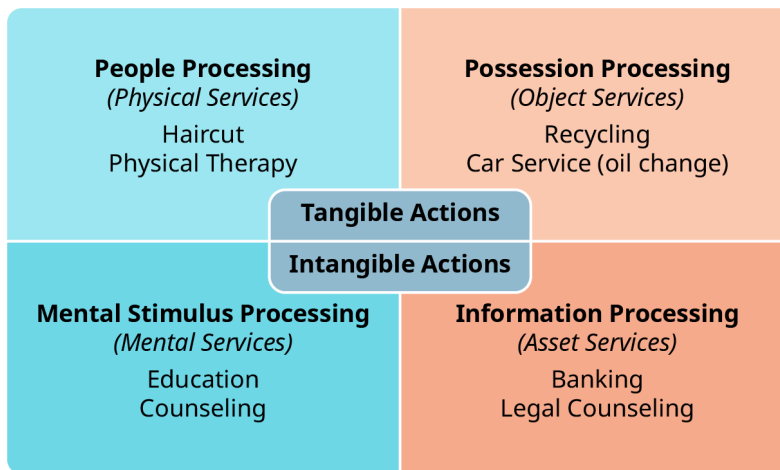 People Processing
(Physical Services)
Haircut
Physical Therapy
Possession Processing
(Object Services)
Recycling
Car Service (oil change)
Tangible Actions
Intangible Actions
Mental Stimulus Processing
(Mental Services)
Education
Counseling
Information Processing
(Asset Services)
Banking
Legal Counseling